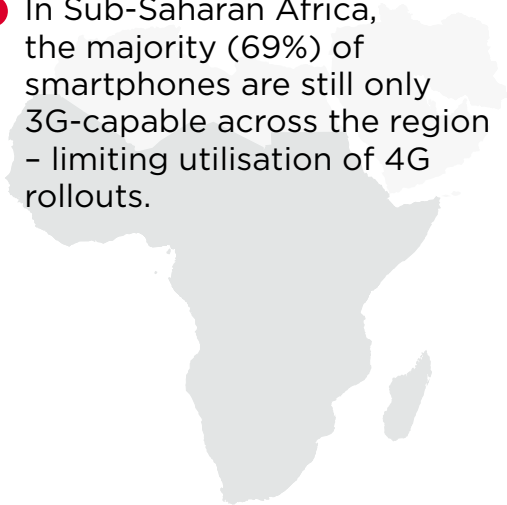 In Sub-Saharan Africa,
the majority (69%) of
smartphones are still only
3G-capable across the region
– limiting utilisation of 4G
rollouts.